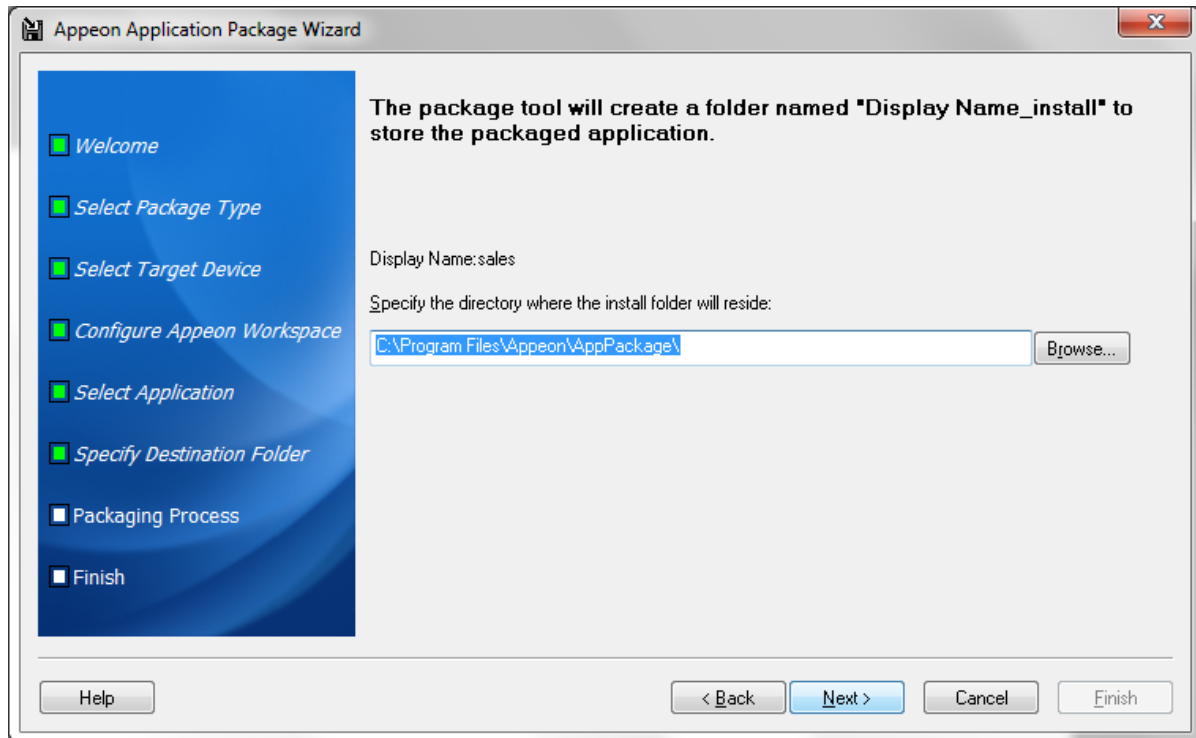 Appeon Application Package Wizard
Welcome
Select Package Type
Select Target Device
Configure Appeon Workspace
Select Application
Specify Destination Folder
Packaging Process
Finish
The package tool will create a folder named "Display Name_install" to
store the packaged application.
Display Name:sales
Specify the directory where the install folder will reside:
C:\Program Files\Appeon\AppPackage\
Browse...
Help
< Back
Next >
Cancel
Finish